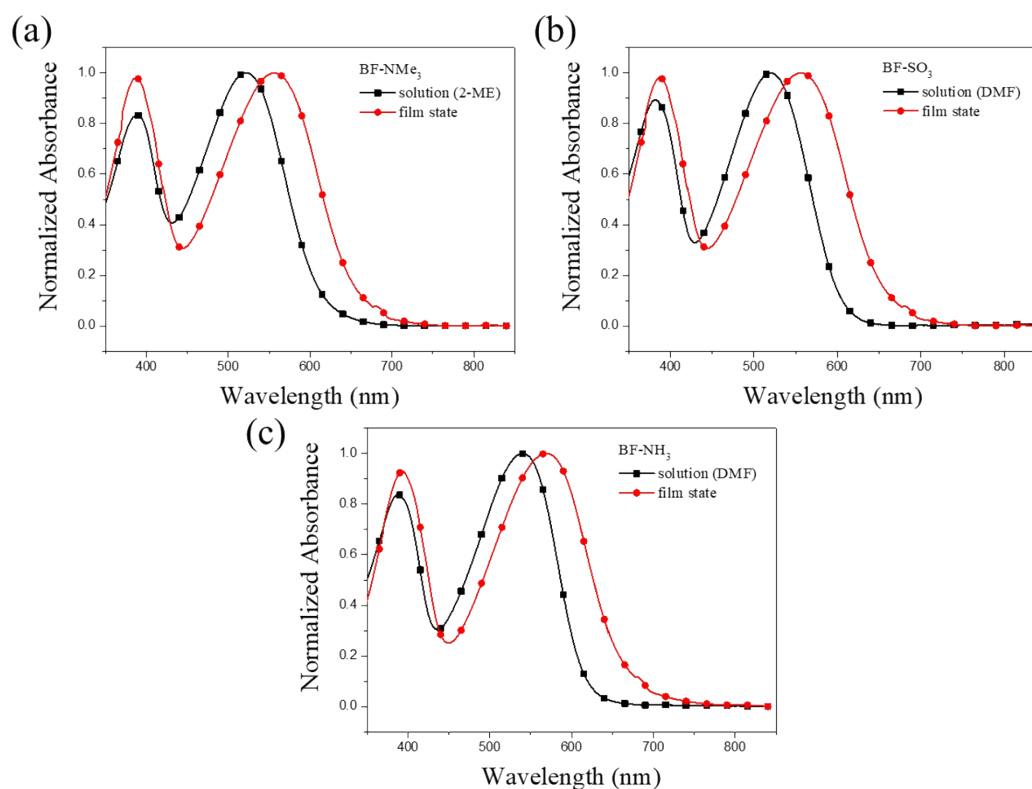 (a)
BF-NMe3
solution (2-ME)
film state
1.0
0.8
0.6
0.4
0.2
0.0
Normalized Absorbance
400 500 600 700 800
Wavelength (nm)
(b)
BF-SO3
solution (DMF)
film state
1.0
0.8
0.6
0.4
0.2
0.0
Normalized Absorbance
400 500 600 700 800
Wavelength (nm)
(c)
BF-NH3
solution (DMF)
film state
1.0
0.8
0.6
0.4
0.2
0.0
Normalized Absorbance
400 500 600 700 800
Wavelength (nm)